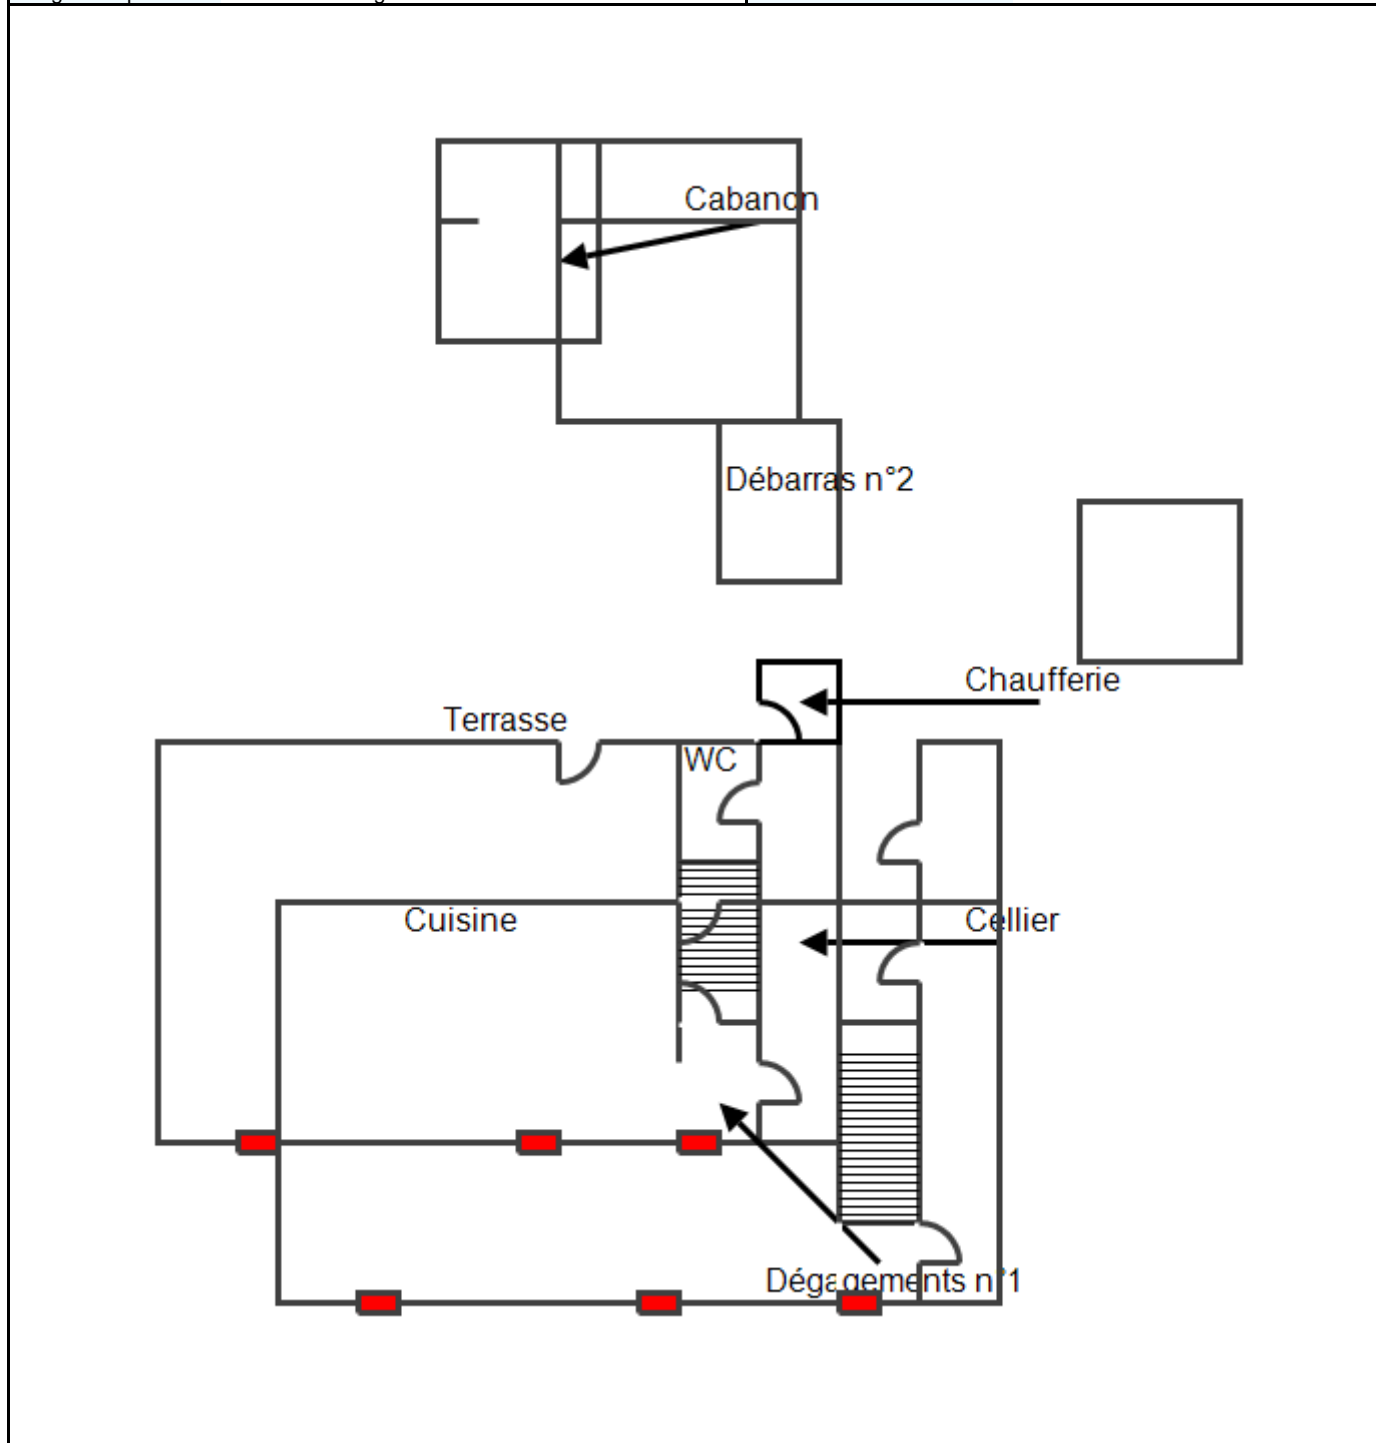 Cabanon
Débarras n°2
Chaufferie
Terrasse
WC
Cuisine
Cellier
Dégagements n°1